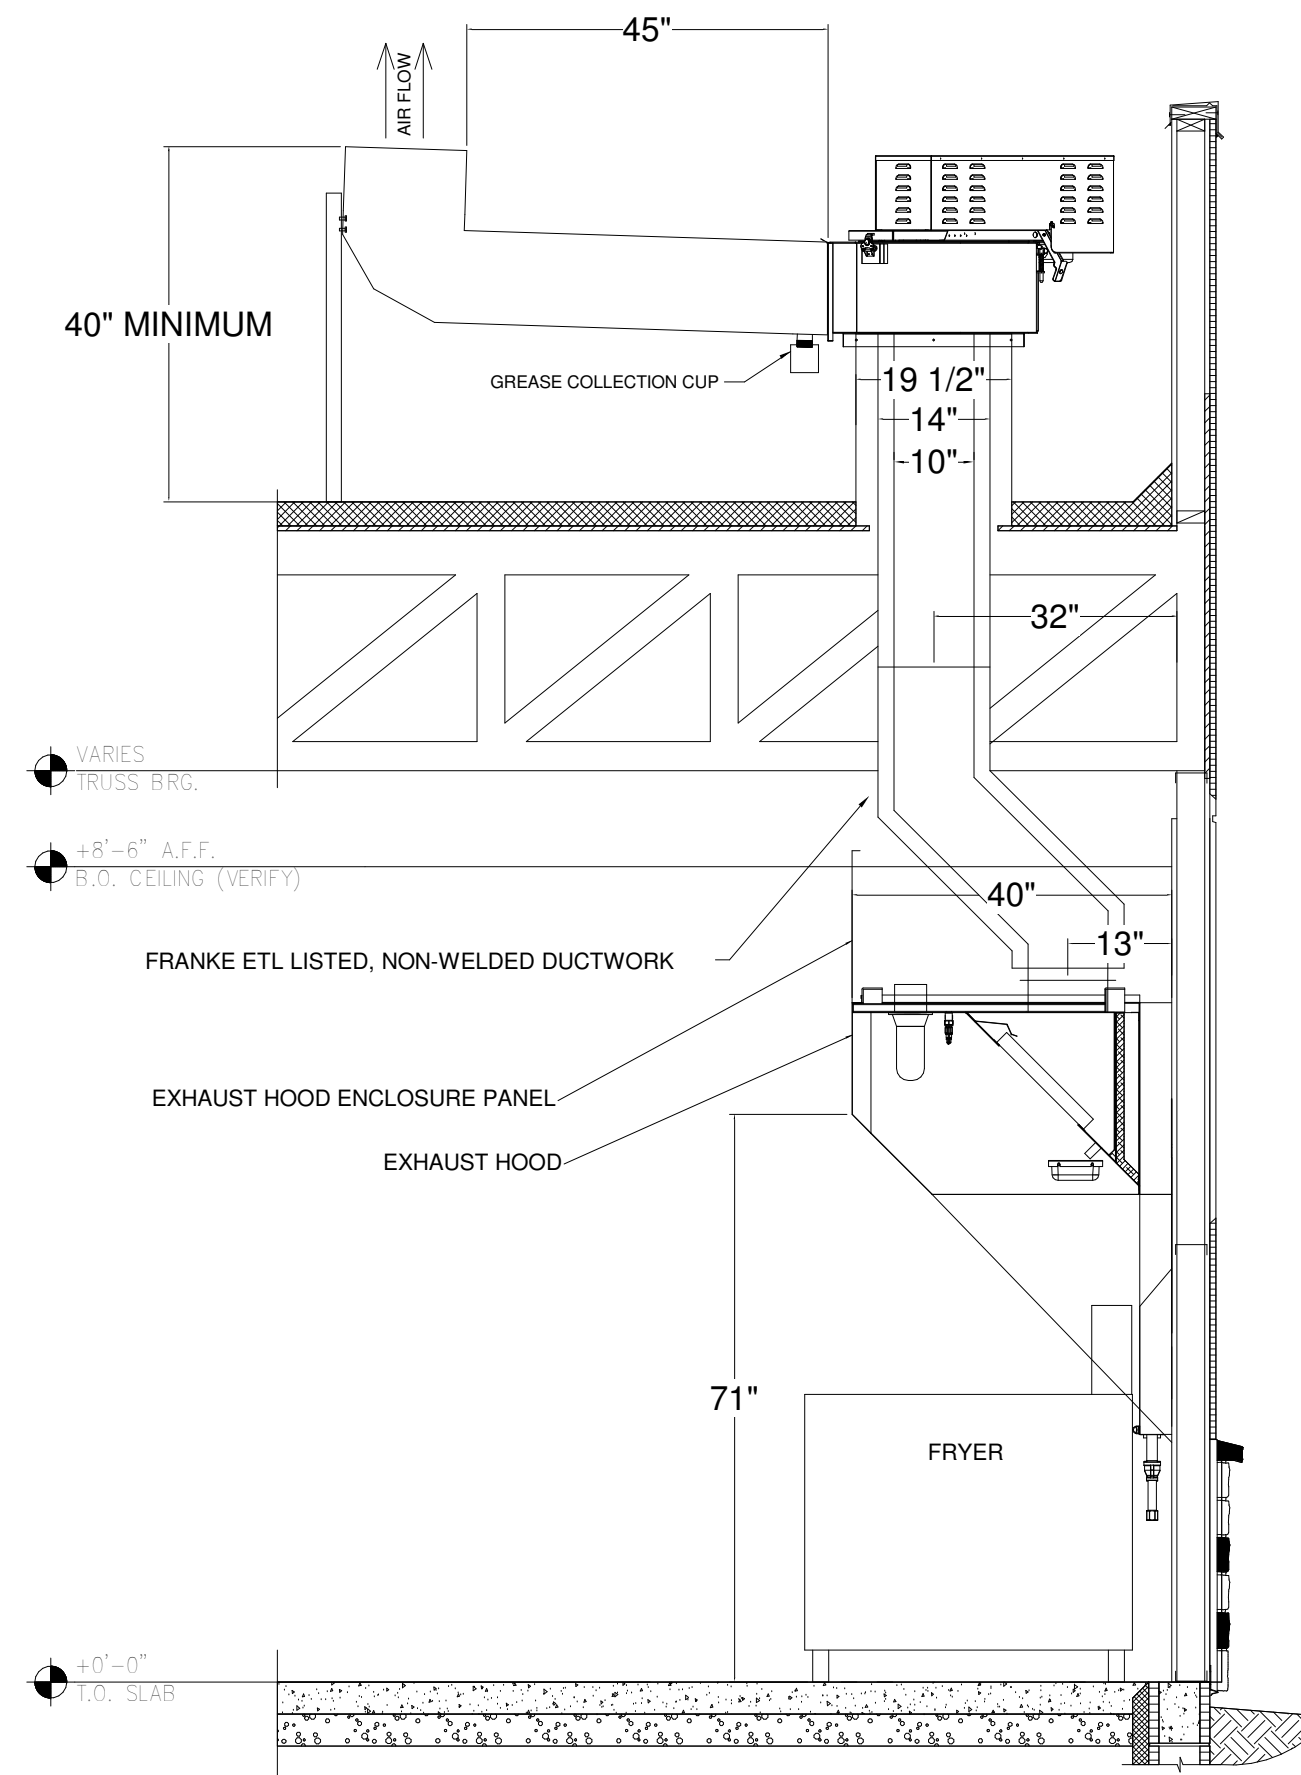 45"
AIR FLOW
40" MINIMUM
GREASE COLLECTION CUP
19 1/2"
14"
10"
32"
VARIES
TRUSS BRG.
+8'-6" A.F.F.
B.O. CEILING (VERIFY)
40"
13"
FRANKE ETL LISTED, NON-WELDED DUCTWORK
EXHAUST HOOD ENCLOSURE PANEL
EXHAUST HOOD
71"
FRYER
+0'-0"
T.O. SLAB